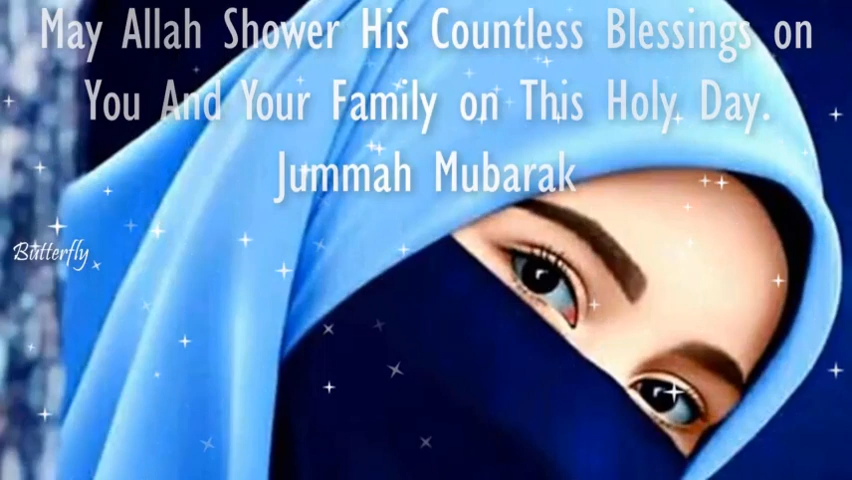 May Allah Shower His Countless Blessings on
You And Your Family on This Holy Day.
Jummah Mubarak
Butterfly